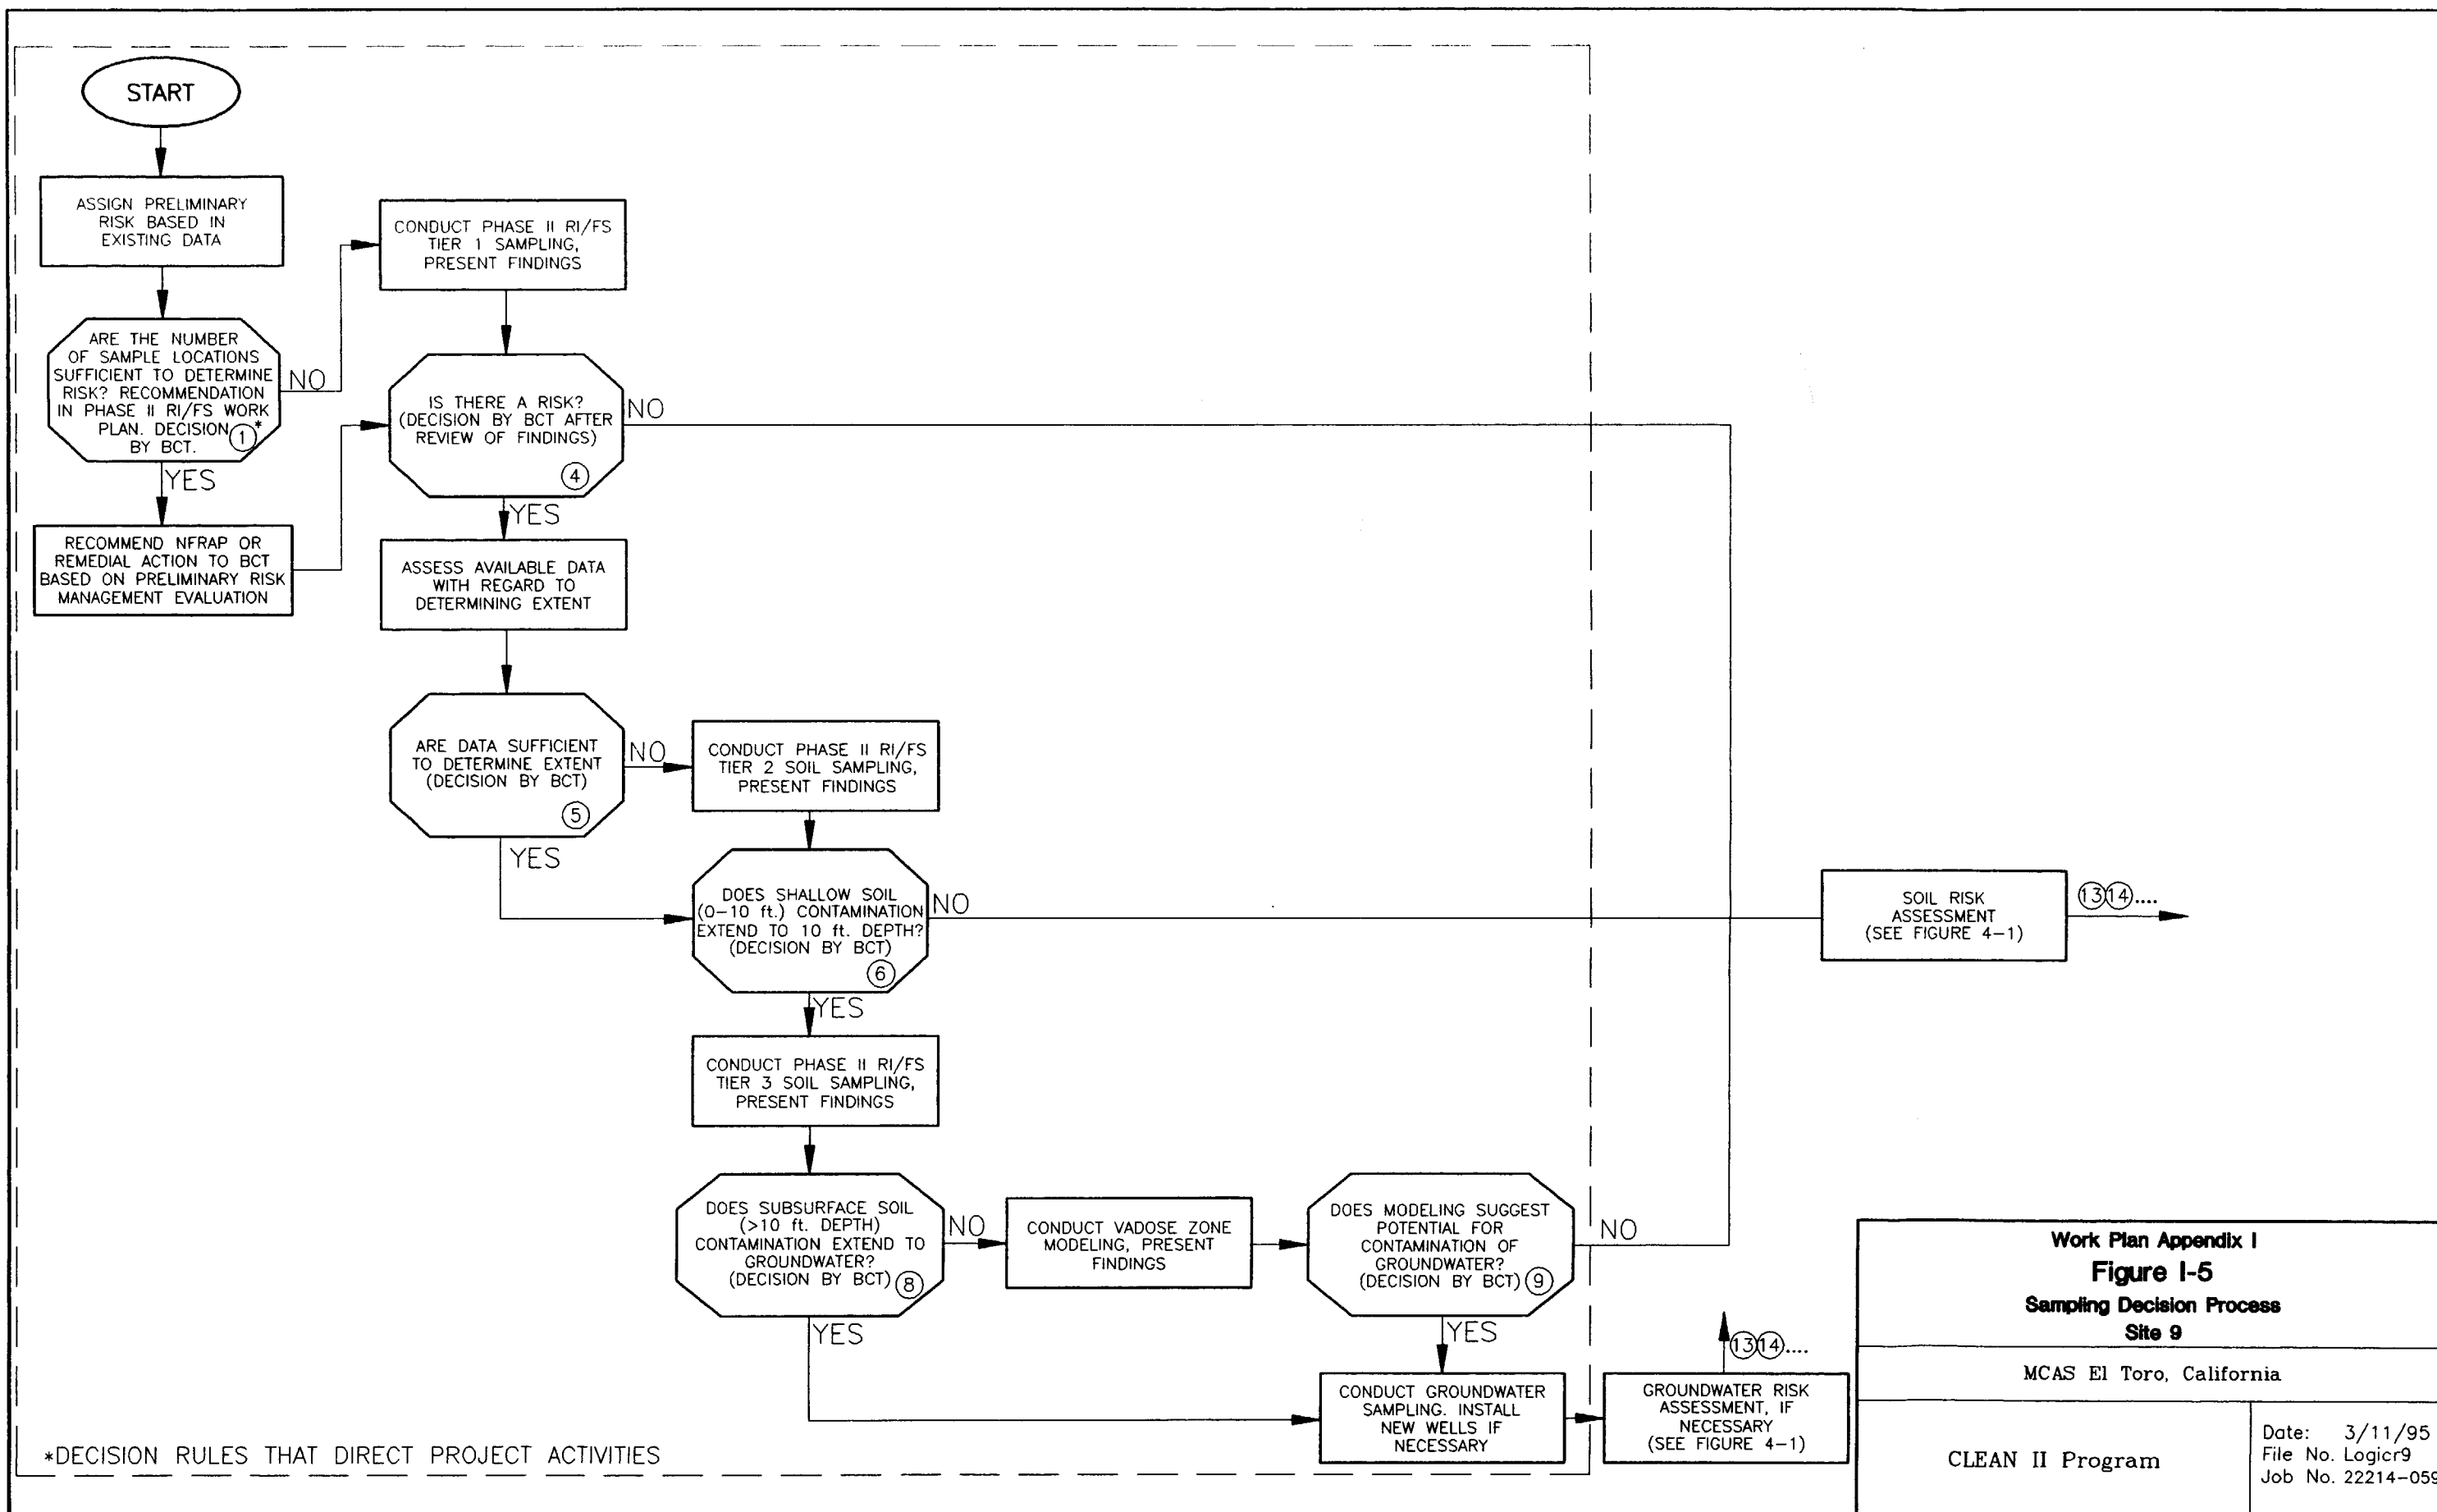 START
ASSIGN PRELIMINARY
RISK BASED IN
EXISTING DATA
ARE THE NUMBER
OF SAMPLE LOCATIONS
SUFFICIENT TO DETERMINE
RISK? RECOMMENDATION
IN PHASE II RI/FS WORK
PLAN. DECISION
BY BCT.
1*
NO
YES
RECOMMEND NFRAP OR
REMEDIAL ACTION TO BCT
BASED ON PRELIMINARY RISK
MANAGEMENT EVALUATION
CONDUCT PHASE II RI/FS
TIER 1 SAMPLING,
PRESENT FINDINGS
IS THERE A RISK?
(DECISION BY BCT AFTER
REVIEW OF FINDINGS)
4
NO
YES
ASSESS AVAILABLE DATA
WITH REGARD TO
DETERMINING EXTENT
ARE DATA SUFFICIENT
TO DETERMINE EXTENT
(DECISION BY BCT)
5
NO
YES
CONDUCT PHASE II RI/FS
TIER 2 SOIL SAMPLING,
PRESENT FINDINGS
DOES SHALLOW SOIL
(0-10 ft.) CONTAMINATION
EXTEND TO 10 ft. DEPTH?
(DECISION BY BCT)
6
NO
YES
SOIL RISK
ASSESSMENT
(SEE FIGURE 4-1)
13 14....
CONDUCT PHASE II RI/FS
TIER 3 SOIL SAMPLING,
PRESENT FINDINGS
DOES SUBSURFACE SOIL
(>10 ft. DEPTH)
CONTAMINATION EXTEND TO
GROUNDWATER?
(DECISION BY BCT)
8
NO
YES
CONDUCT VADOSE ZONE
MODELING, PRESENT
FINDINGS
DOES MODELING SUGGEST
POTENTIAL FOR
CONTAMINATION OF
GROUNDWATER?
(DECISION BY BCT)
9
NO
YES
CONDUCT GROUNDWATER
SAMPLING. INSTALL
NEW WELLS IF
NECESSARY
13 14....
GROUNDWATER RISK
ASSESSMENT, IF
NECESSARY
(SEE FIGURE 4-1)
*DECISION RULES THAT DIRECT PROJECT ACTIVITIES
Work Plan Appendix I
Figure I-5
Sampling Decision Process
Site 9
MCAS El Toro, California
CLEAN II Program
Date: 3/11/95
File No. Logicr9
Job No. 22214-059